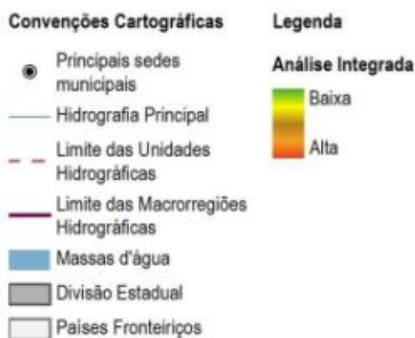 Convenções Cartográficas
Principais sedes
municipais
Hidrografia Principal
Limite das Unidades
Hidrográficas
Limite das Macrorregiões
Hidrográficas
Massas d'água
Divisão Estadual
Países Fronteiriços
Legenda
Análise Integrada
Baixa
Alta